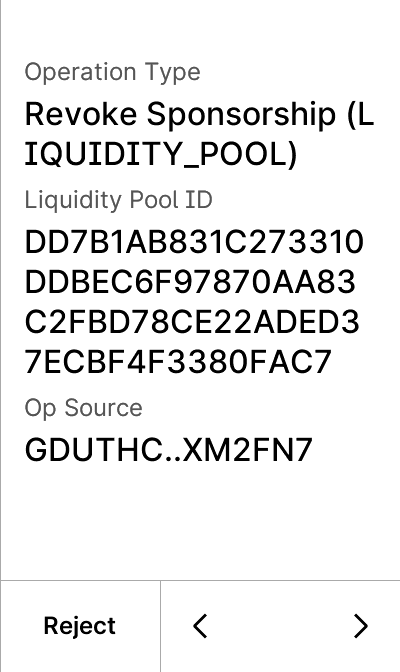 Operation Type
Revoke Sponsorship (L
IQUIDITY_POOL)
Liquidity Pool ID
DD7B1AB831C273310
DDBEC6F97870AA83
C2FBD78CE22ADED3
7ECBF4F3380FAC7
Op Source
GDUTHC..XM2FN7
Reject